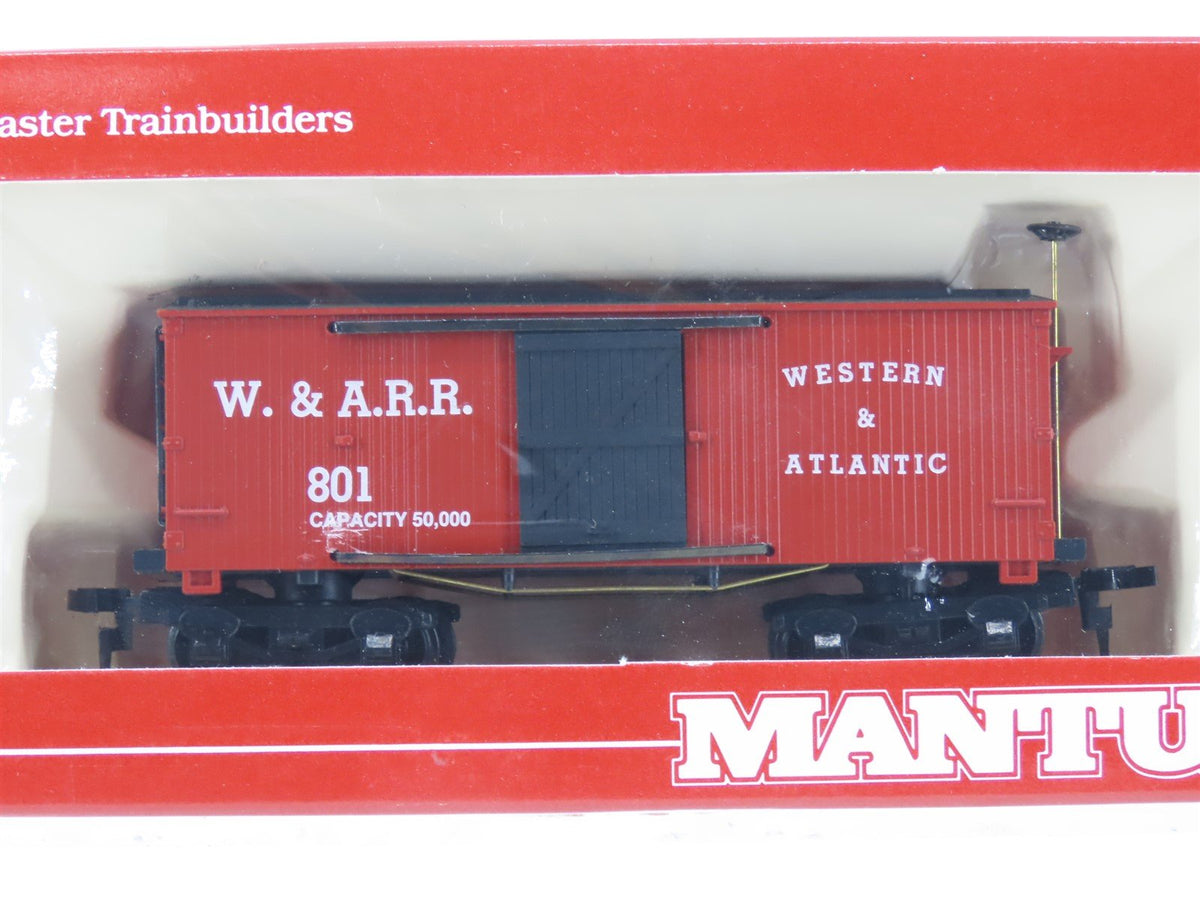 aster Trainbuilders
W. & A.R.R.
801
CAPACITY 50,000
WESTERN
&
ATLANTIC
MANTU